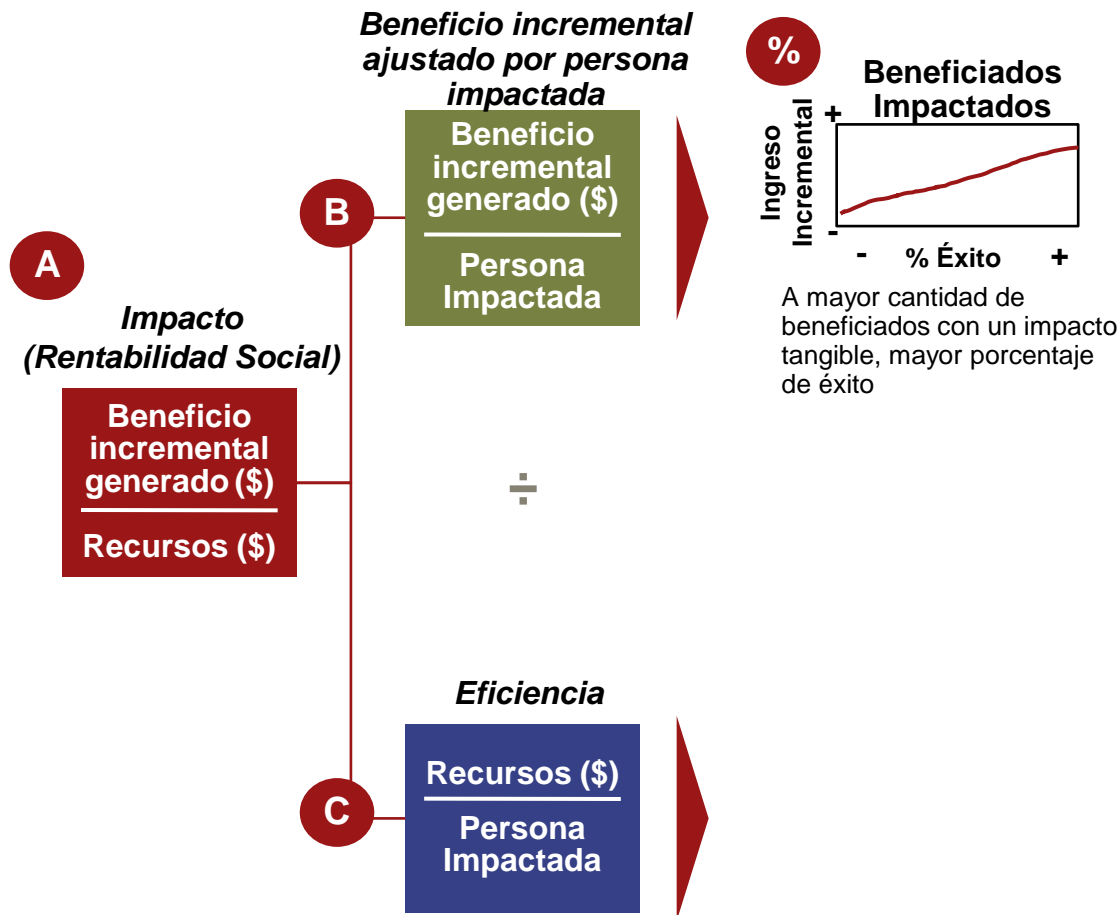 A
Impacto
(Rentabilidad Social)
Beneficio
incremental
generado ($)
Recursos ($)
B
Beneficio incremental
ajustado por persona
impactada
Beneficio
incremental
generado ($)
Persona
Impactada
%
Beneficiados
Impactados
+
Ingreso
Incremental
-
- % Éxito +
A mayor cantidad de
beneficiados con un impacto
tangible, mayor porcentaje
de éxito
÷
C
Eficiencia
Recursos ($)
Persona
Impactada